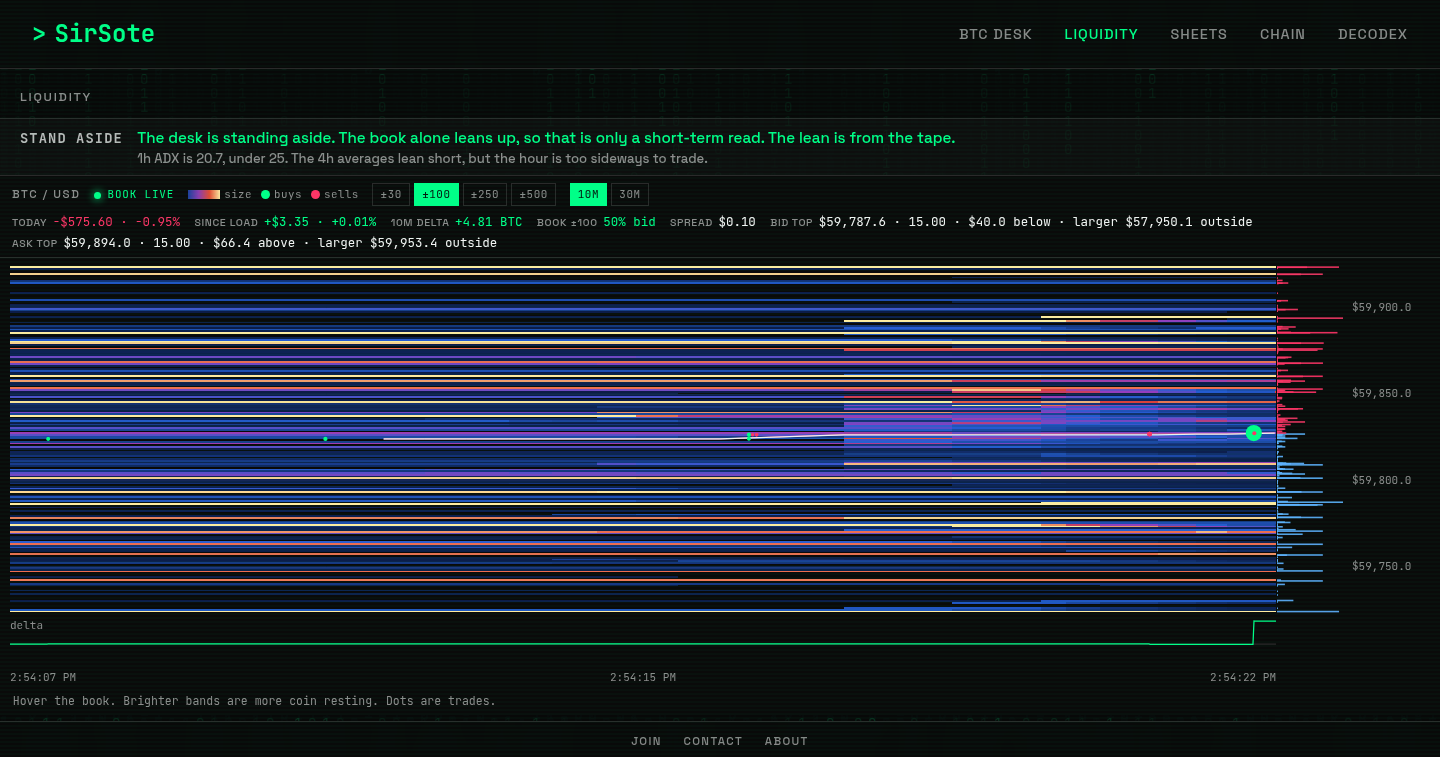 > SirSote
BTC DESK LIQUIDITY SHEETS CHAIN DECODEX
LIQUIDITY
STAND ASIDE The desk is standing aside. The book alone leans up, so that is only a short-term read. The lean is from the tape.
1h ADX is 20.7, under 25. The 4h averages lean short, but the hour is too sideways to trade.
BTC / USD BOOK LIVE size buys sells ±30 ±100 ±250 ±500 10M 30M
TODAY -$575.60 · -0.95% SINCE LOAD +$3.35 · +0.01% 10M DELTA +4.81 BTC BOOK ±100 50% bid SPREAD $0.10 BID TOP $59,787.6 · 15.00 · $40.0 below · larger $57,950.1 outside
ASK TOP $59,894.0 · 15.00 · $66.4 above · larger $59,953.4 outside
$59,900.0
$59,850.0
$59,800.0
$59,750.0
delta
2:54:07 PM 2:54:15 PM 2:54:22 PM
Hover the book. Brighter bands are more coin resting. Dots are trades.
JOIN CONTACT ABOUT